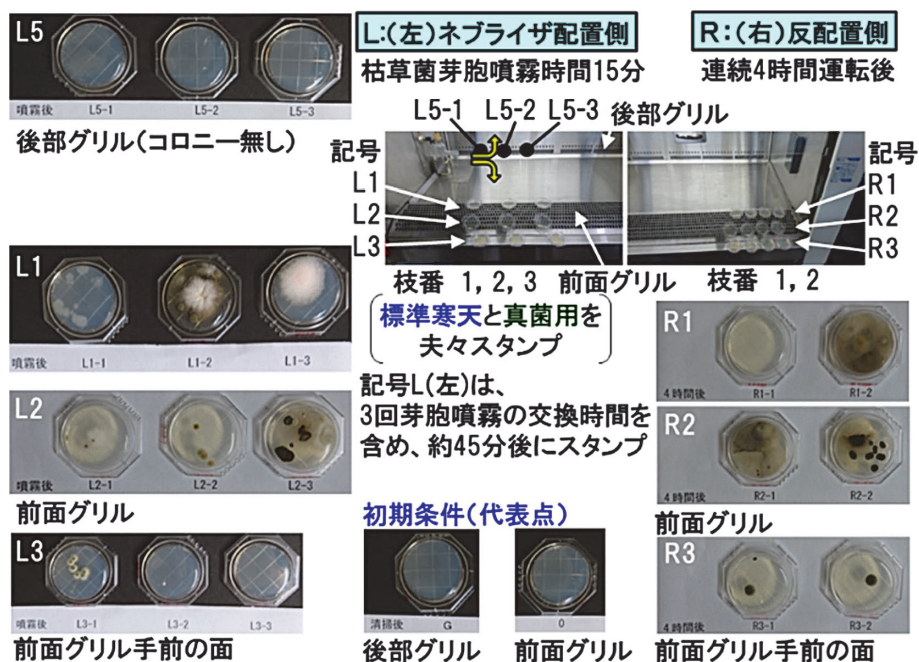 L5
噴霧後 L5-1 L5-2 L5-3
後部グリル(コロニー無し)
L:(左)ネブライザ配置側
枯草菌芽胞噴霧時間15分
R:(右)反配置側
連続4時間運転後
L5-1 L5-2 L5-3 後部グリル
記号
L1
L2
L3
記号
R1
R2
R3
枝番 1, 2, 3 前面グリル
枝番 1, 2
標準寒天と真菌用を
夫々スタンプ
記号L(左)は、
3回芽胞噴霧の交換時間を
含め、約45分後にスタンプ
L1
噴霧後 L1-1 L1-2 L1-3
L2
噴霧後 L2-1 L2-2 L2-3
前面グリル
L3
噴霧後 L3-1 L3-2 L3-3
前面グリル手前の面
初期条件(代表点)
清掃後 G
後部グリル
0
前面グリル
R1
4時間後 R1-1 R1-2
R2
4時間後 R2-1 R2-2
前面グリル
R3
4時間後 R3-1 R3-2
前面グリル手前の面